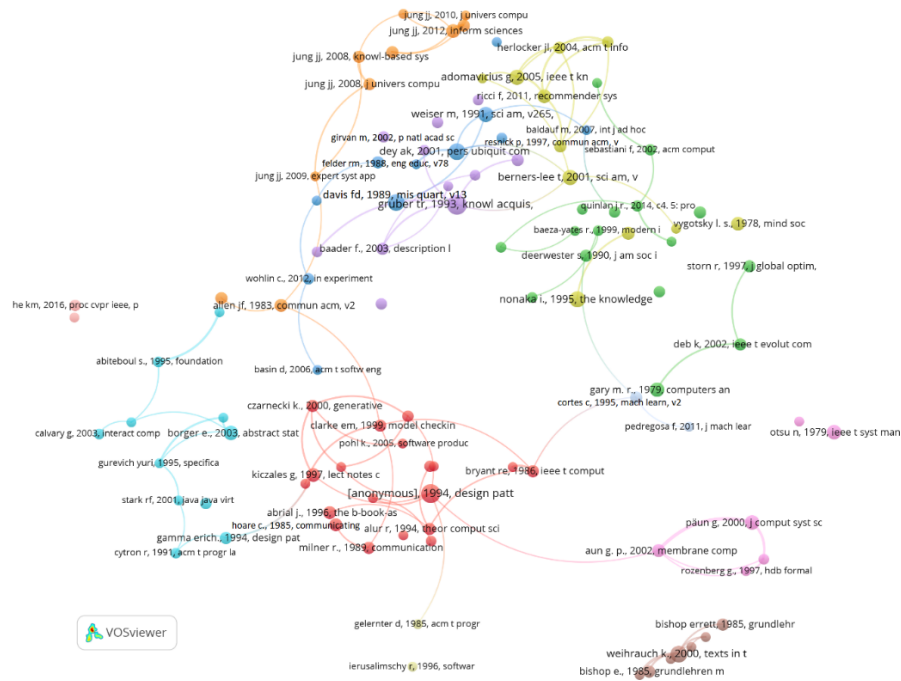 jung jj, 2010, j univers compu
jung jj, 2012, inform sciences
herlocker jl, 2004, acm t info
jung jj, 2008, knowl-based sys
adomavicius g, 2005, ieee t kn
jung jj, 2008, j univers compu
ricci f, 2011, recommender sys
weiser m, 1991, sci am, v265,
baldauf m, 2007, int j ad hoc
girvan m, 2002, p natl acad sc
resnick p, 1997, commun acm, v
dey ak, 2001, pers ubiquit com
sebastiani f, 2002, acm comput
felder rm, 1988, eng educ, v78
jung jj, 2009, expert syst app
berners-lee t, 2001, sci am, v
davis fd, 1989, mis quart, v13
gruber tr, 1993, knowl acquis,
quinlan j.r., 2014, c4. 5: pro
vygotsky l. s., 1978, mind soc
baeza-yates r., 1999, modern i
baader f., 2003, description l
deerwester s., 1990, j am soc i
storn r, 1997, j global optim,
wohlin c., 2012, in experiment
nonaka i., 1995, the knowledge
he km, 2016, proc cvpr ieee, p
allen jf, 1983, commun acm, v2
deb k, 2002, ieee t evolut com
abiteboul s., 1995, foundation
basin d, 2006, acm t softw eng
gary m. r., 1979, computers an
cortes c, 1995, mach learn, v2
czarnecki k., 2000, generative
clarke em, 1999, model checkin
pedregosa f, 2011, j mach lear
otsu n, 1979, ieee t syst man
calvary g, 2003, interact comp
borger e., 2003, abstract stat
pohl k., 2005, software produc
gurevich yuri, 1995, specifica
kiczales g, 1997, lect notes c
bryant re, 1986, ieee t comput
[anonymous], 1994, design patt
stark rf, 2001, java java virt
abrial j., 1996, the b-book-as
hoare c., 1985, communicating
alur r, 1994, theor comput sci
păun g, 2000, j comput syst sc
gamma erich., 1994, design pat
milner r., 1989, communication
cytron r, 1991, acm t progr la
aun g. p., 2002, membrane comp
rozenberg g., 1997, hdb formal
gelernter d, 1985, acm t progr
bishop errett, 1985, grundlehr
VOSviewer
weihrauch k., 2000, texts in t
ierusalimschy r, 1996, softwar
bishop e., 1985, grundlehren m